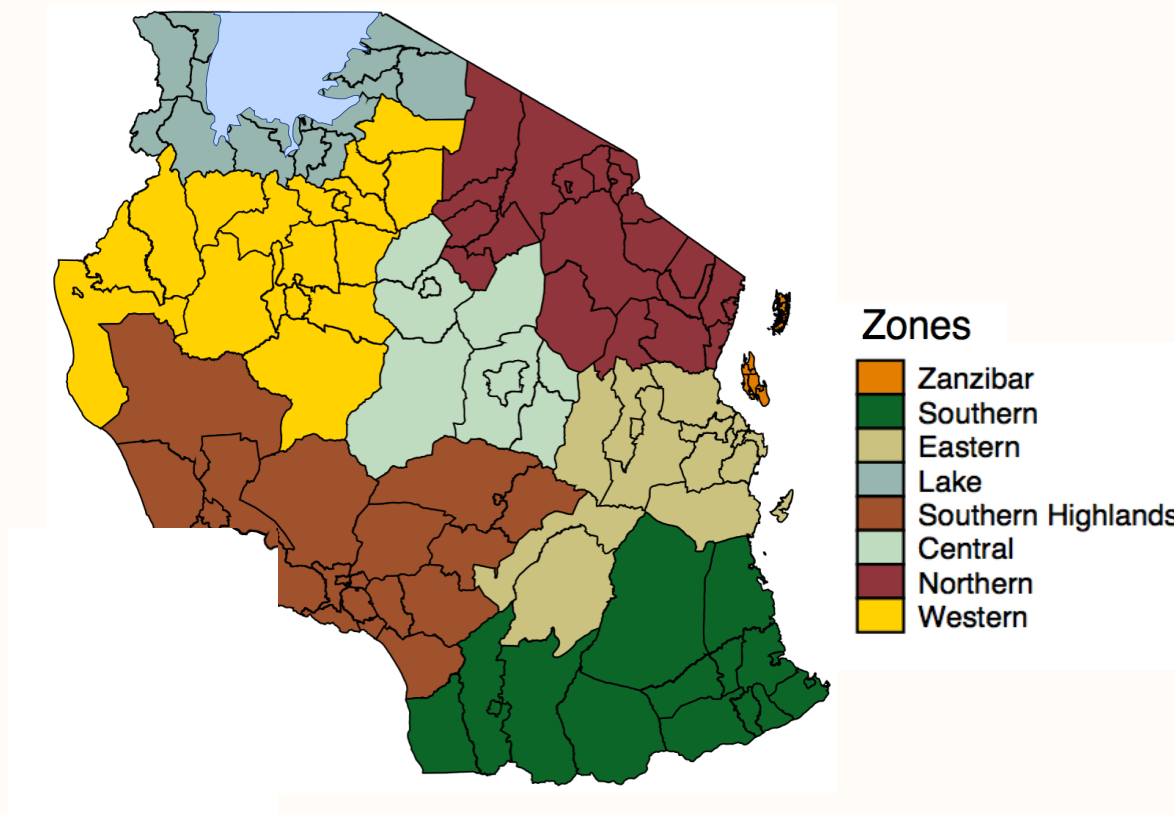 Zones
Zanzibar
Southern
Eastern
Lake
Southern Highlands
Central
Northern
Western